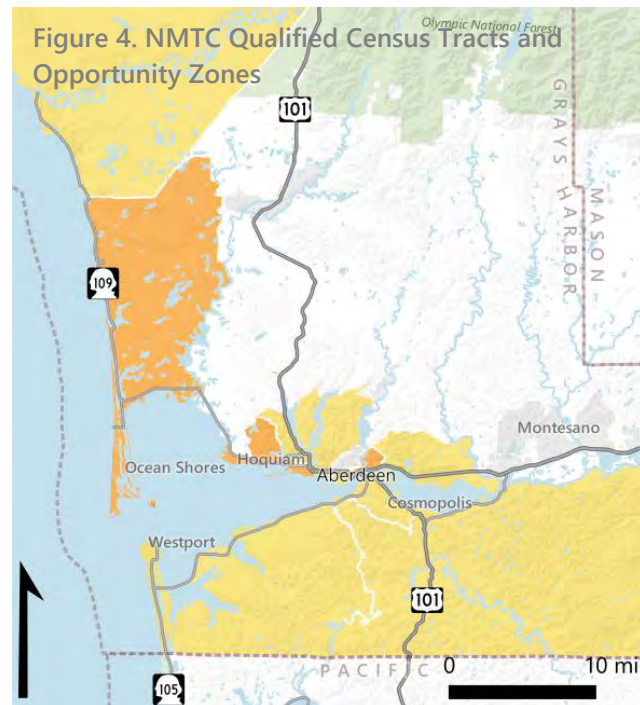 Figure 4. NMTC Qualified Census Tracts and
Opportunity Zones
Olympic National Forest
101
GRAYS HARBOR
MASON
109
Montesano
Hoquiam
Ocean Shores
Aberdeen
Cosmopolis
Westport
101
PACIFIC
0 10 mi
105